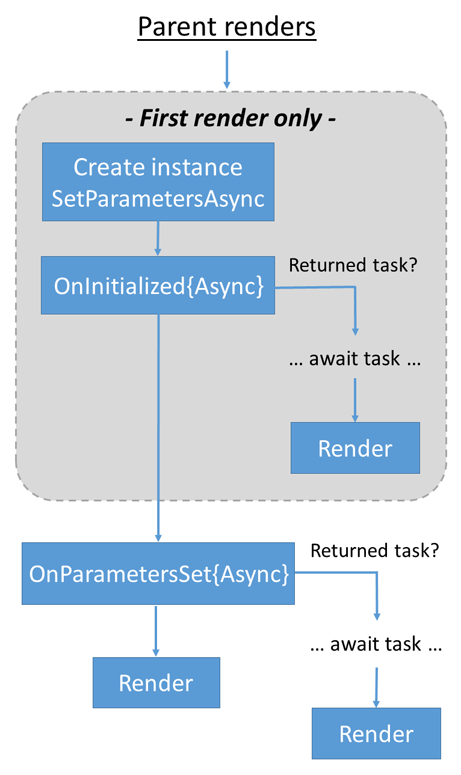 Parent renders
- First render only -
Create instance
SetParametersAsync
OnInitialized{Async}
Returned task?
... await task ...
Render
OnParametersSet{Async}
Returned task?
... await task ...
Render
Render